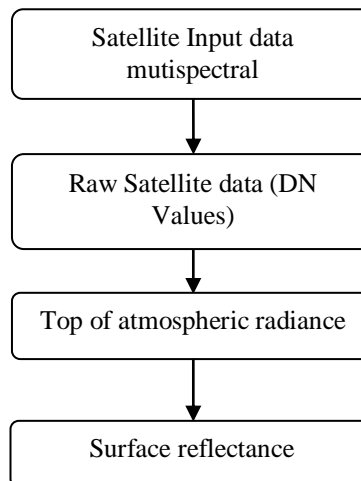 Satellite Input data
mutispectral
Raw Satellite data (DN
Values)
Top of atmospheric radiance
Surface reflectance